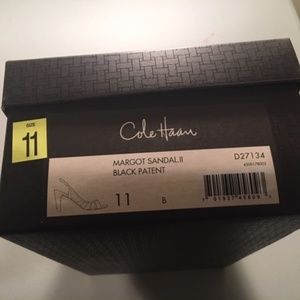 SIZE
11
Cole Haan
MARGOT SANDAL.II
BLACK PATENT
D27134
11 B